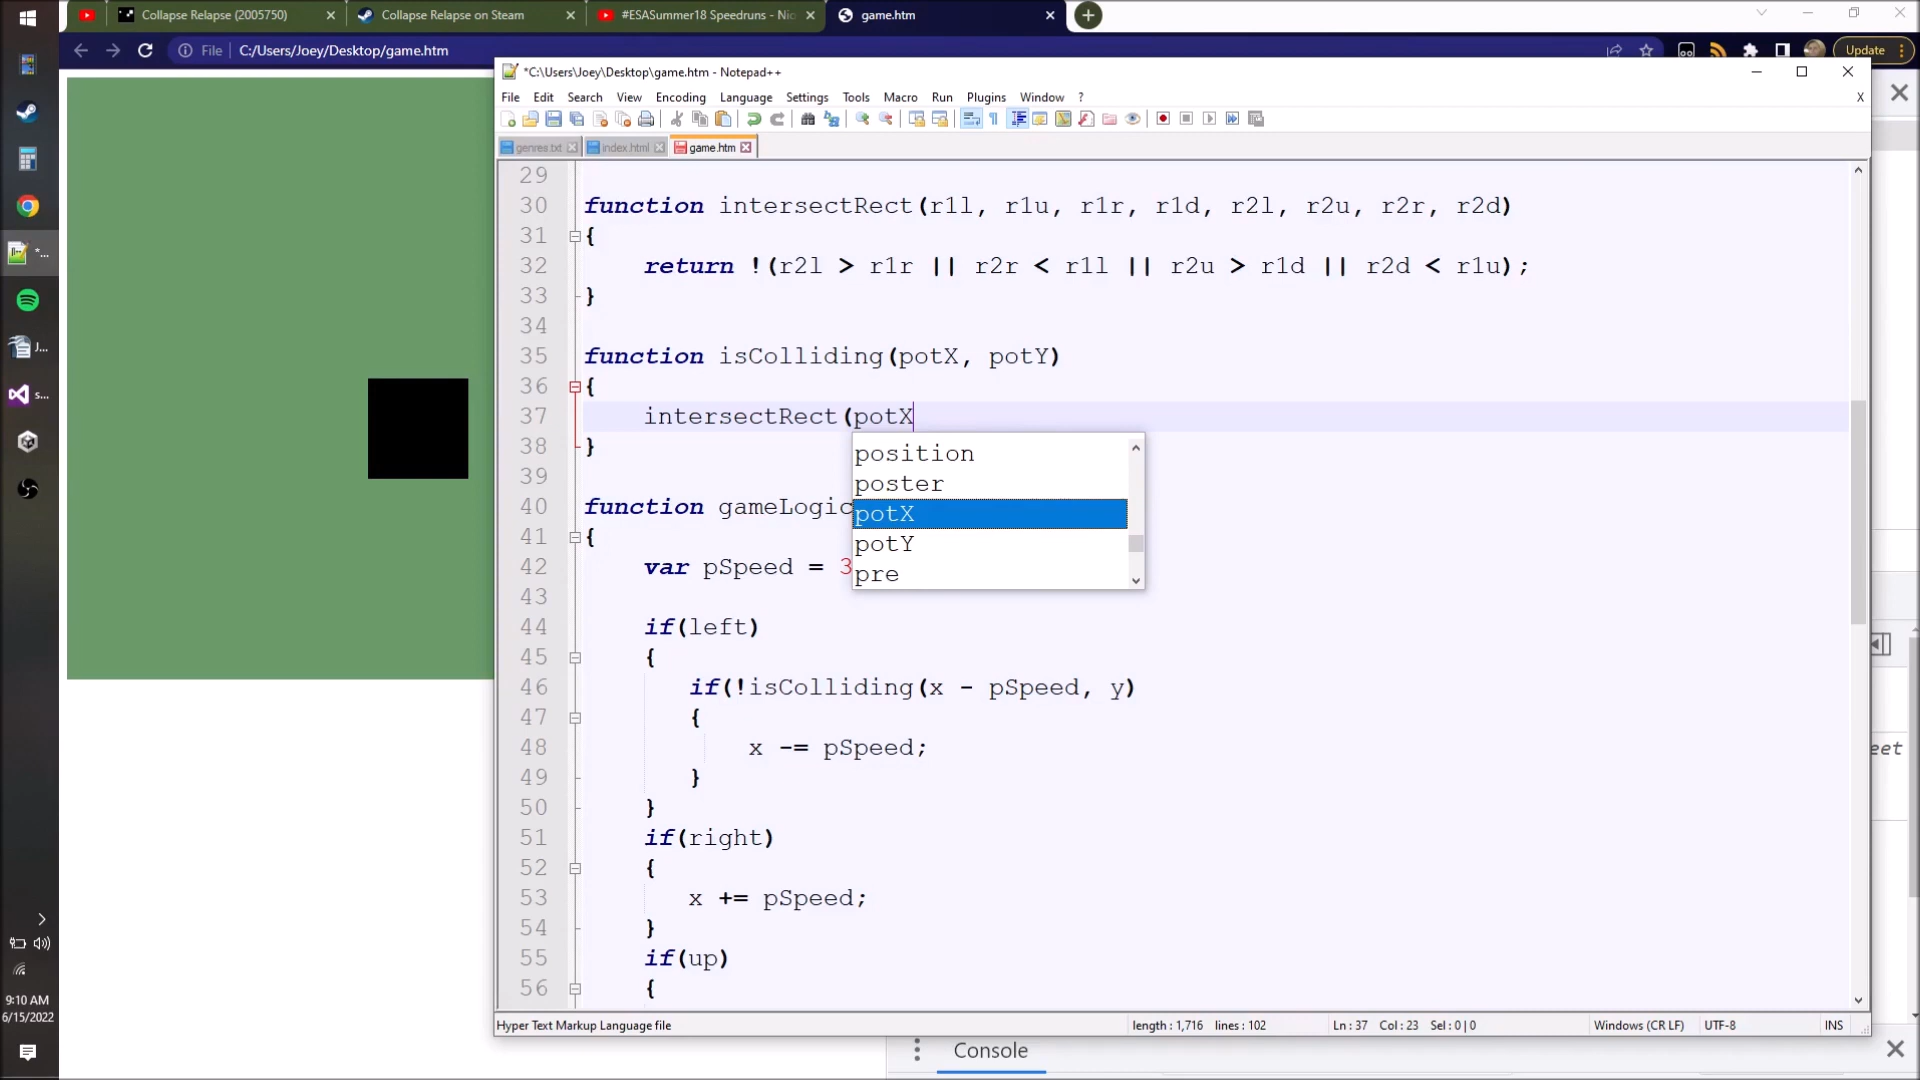 Collapse Relapse (2005750)
Collapse Relapse on Steam
#ESASummer18 Speedruns - Nio
game.htm
File
C:/Users/Joey/Desktop/game.htm
Update
*C:\Users\Joey\Desktop\game.htm - Notepad++
File Edit Search View Encoding Language Settings Tools Macro Run Plugins Window ?
X
genres.txt
index.html
game.htm
29
30 function intersectRect(r1l, r1u, r1r, r1d, r2l, r2u, r2r, r2d)
31 {
32 return !(r2l > r1r || r2r < r1l || r2u > r1d || r2d < r1u);
33 }
34
35 function isColliding(potX, potY)
36 {
37 intersectRect(potX
38 }
39
40 function gameLogic
41 {
42 var pSpeed = 3
43
44 if(left)
45 {
46 if(!isColliding(x - pSpeed, y)
47 {
48 x -= pSpeed;
49 }
50 }
51 if(right)
52 {
53 x += pSpeed;
54 }
55 if(up)
56 {
position
poster
potX
potY
pre
Hyper Text Markup Language file
length : 1,716 lines : 102
Ln : 37 Col : 23 Sel : 0 | 0
Windows (CR LF)
UTF-8
INS
Console
eet
*...
J...
s...
9:10 AM
6/15/2022